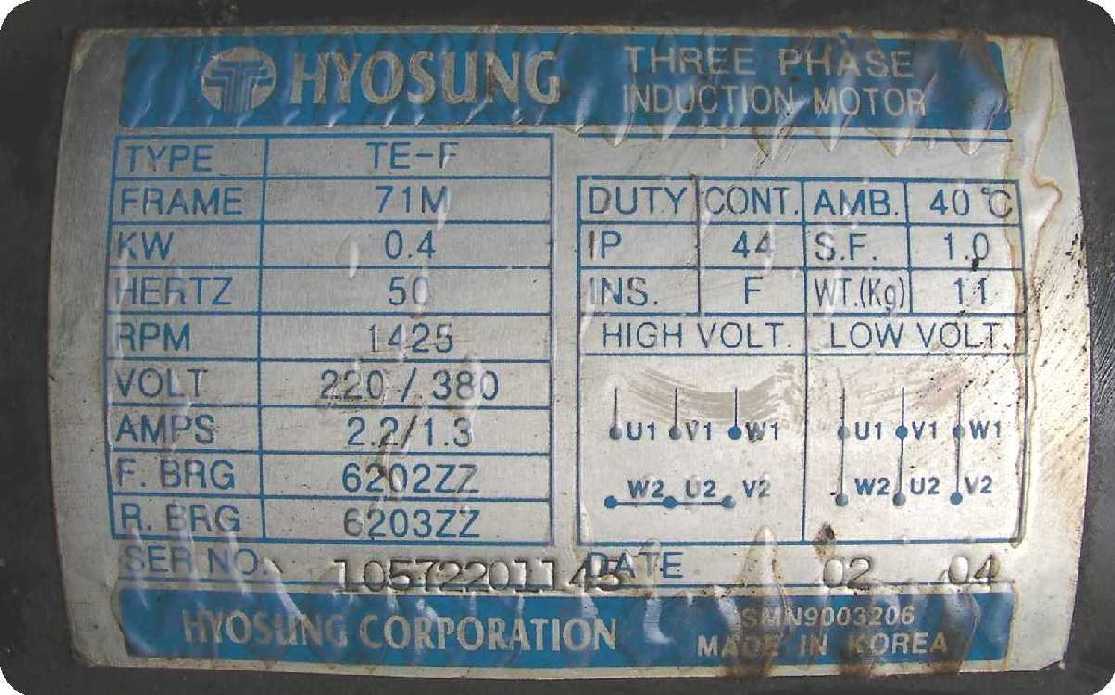 HYOSUNG
THREE PHASE
INDUCTION MOTOR
TYPE TE-F
FRAME 71M
KW 0.4
HERTZ 50
RPM 1425
VOLT 220 / 380
AMPS 2.2/1.3
F. BRG 6202ZZ
R. BRG 6203ZZ
DUTY CONT. AMB. 40 ℃
IP 44 S.F. 1.0
INS. F WT.(Kg) 11
HIGH VOLT. LOW VOLT.
U1 V1 W1 U1 V1 W1
W2 U2 V2 W2 U2 V2
SER NO. 10572201145 DATE 02 04
HYOSUNG CORPORATION
SMN9003206
MADE IN KOREA